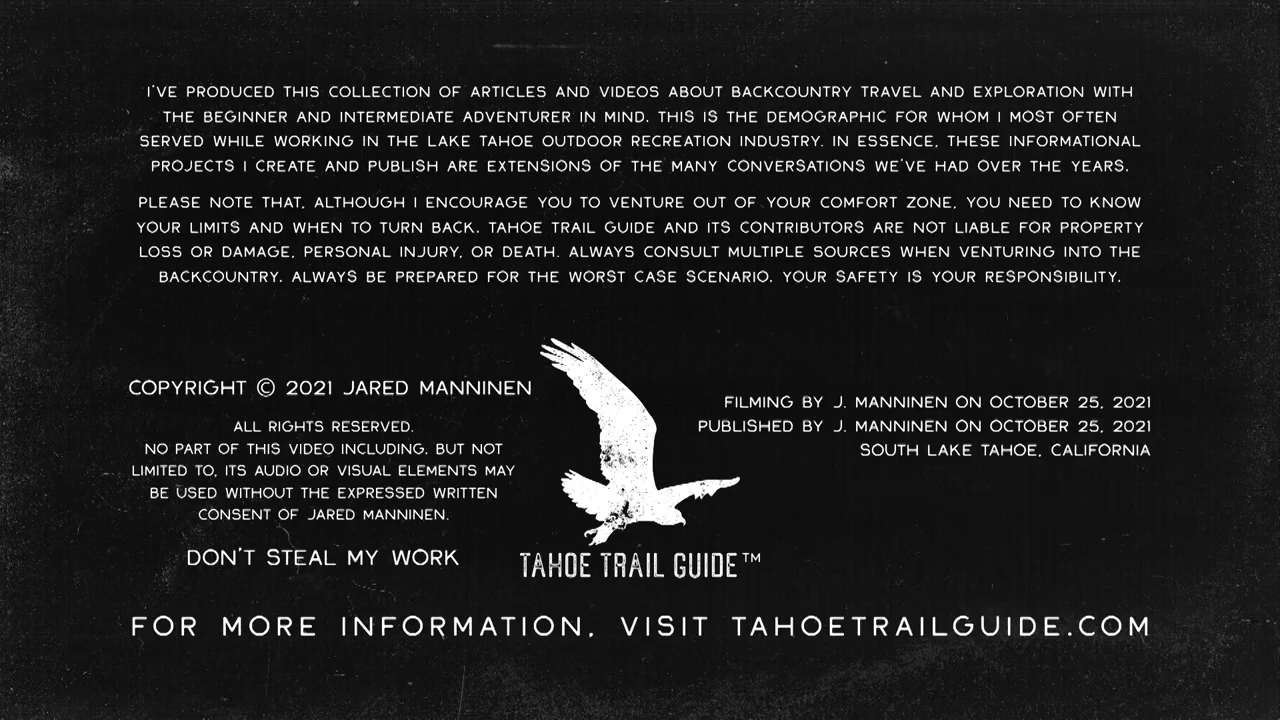 I'VE PRODUCED THIS COLLECTION OF ARTICLES AND VIDEOS ABOUT BACKCOUNTRY TRAVEL AND EXPLORATION WITH
THE BEGINNER AND INTERMEDIATE ADVENTURER IN MIND. THIS IS THE DEMOGRAPHIC FOR WHOM I MOST OFTEN
SERVED WHILE WORKING IN THE LAKE TAHOE OUTDOOR RECREATION INDUSTRY. IN ESSENCE, THESE INFORMATIONAL
PROJECTS I CREATE AND PUBLISH ARE EXTENSIONS OF THE MANY CONVERSATIONS WE'VE HAD OVER THE YEARS.
PLEASE NOTE THAT, ALTHOUGH I ENCOURAGE YOU TO VENTURE OUT OF YOUR COMFORT ZONE, YOU NEED TO KNOW
YOUR LIMITS AND WHEN TO TURN BACK. TAHOE TRAIL GUIDE AND ITS CONTRIBUTORS ARE NOT LIABLE FOR PROPERTY
LOSS OR DAMAGE, PERSONAL INJURY, OR DEATH. ALWAYS CONSULT MULTIPLE SOURCES WHEN VENTURING INTO THE
BACKCOUNTRY. ALWAYS BE PREPARED FOR THE WORST CASE SCENARIO. YOUR SAFETY IS YOUR RESPONSIBILITY.
COPYRIGHT © 2021 JARED MANNINEN
ALL RIGHTS RESERVED.
NO PART OF THIS VIDEO INCLUDING, BUT NOT
LIMITED TO, ITS AUDIO OR VISUAL ELEMENTS MAY
BE USED WITHOUT THE EXPRESSED WRITTEN
CONSENT OF JARED MANNINEN.
DON'T STEAL MY WORK
TAHOE TRAIL GUIDE™
FILMING BY J. MANNINEN ON OCTOBER 25, 2021
PUBLISHED BY J. MANNINEN ON OCTOBER 25, 2021
SOUTH LAKE TAHOE, CALIFORNIA
FOR MORE INFORMATION, VISIT TAHOETRAILGUIDE.COM